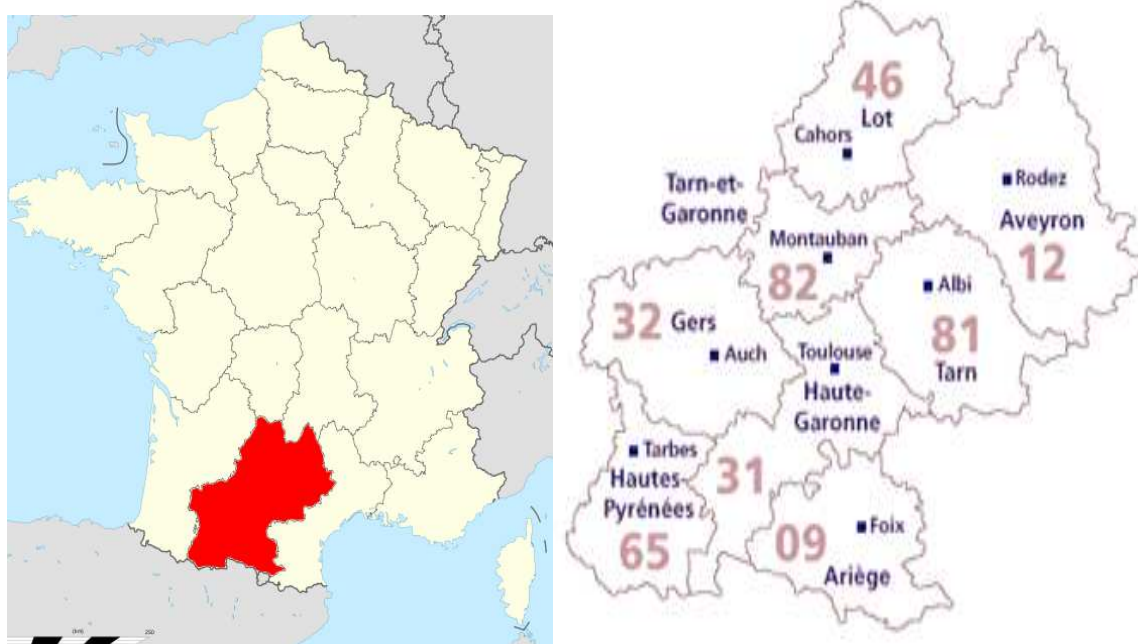 46
Lot
Cahors
Rodez
Aveyron
12
Tarn-et-
Garonne
Montauban
82
Albi
81
Tarn
32 Gers
Auch
Toulouse
Haute-
Garonne
31
Tarbes
Hautes-
Pyrénées
65
Foix
09
Ariège
250